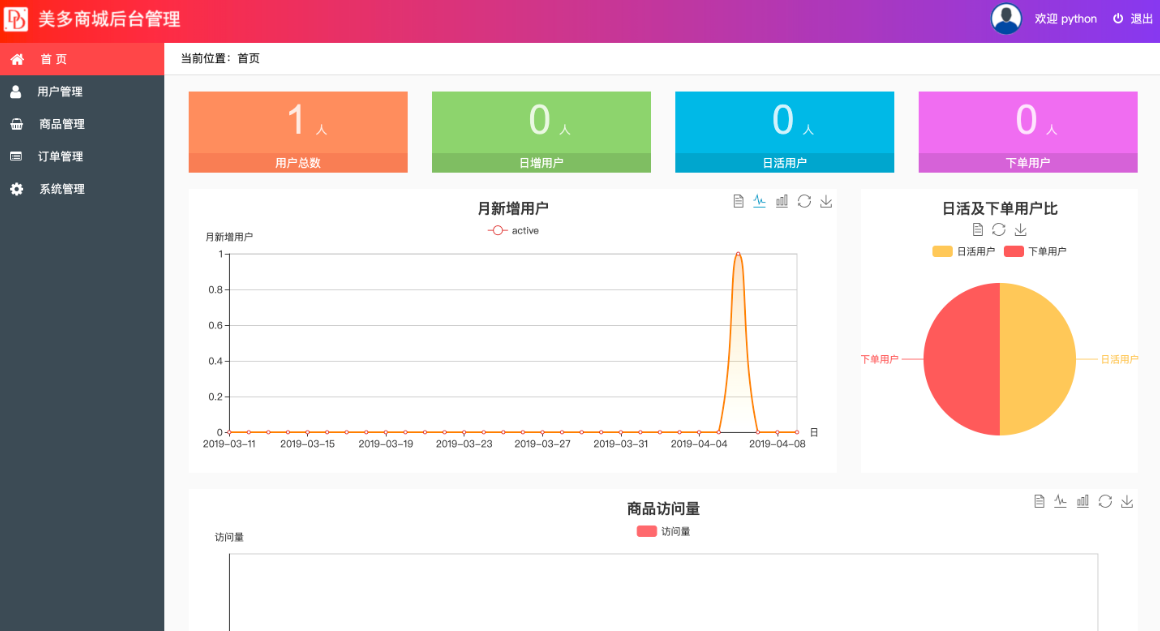 美多商城后台管理
欢迎 python 退出
首 页
用户管理
商品管理
订单管理
系统管理
当前位置：首页
1 人
用户总数
0 人
日增用户
0 人
日活用户
0 人
下单用户
月新增用户
active
月新增用户
1
0.8
0.6
0.4
0.2
0
2019-03-11 2019-03-15 2019-03-19 2019-03-23 2019-03-27 2019-03-31 2019-04-04 2019-04-08
日
日活及下单用户比
日活用户 下单用户
下单用户 日活用户
商品访问量
访问量
访问量